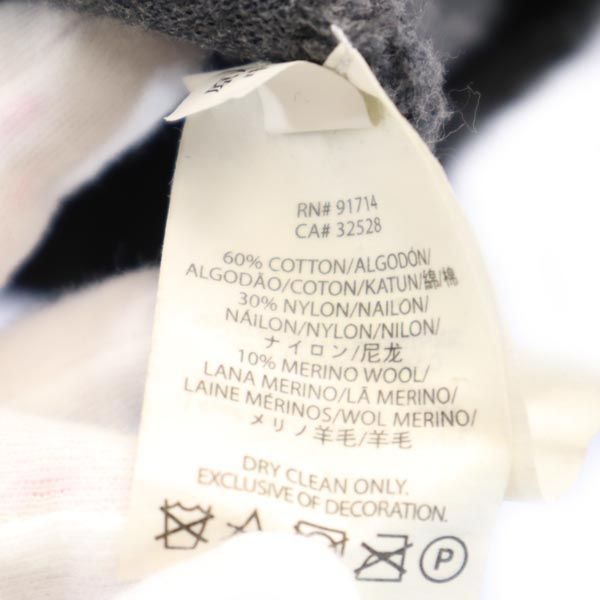 RN# 91714
CA# 32528
60% COTTON/ALGODÓN/
ALGODÃO/COTON/KATUN/綿/棉
30% NYLON/NAILON/
NÁILON/NYLON/NILON/
ナイロン/尼龙
10% MERINO WOOL/
LANA MERINO/LÃ MERINO/
LAINE MÉRINOS/WOL MERINO/
メリノ羊毛/羊毛
DRY CLEAN ONLY.
EXCLUSIVE OF DECORATION.
P